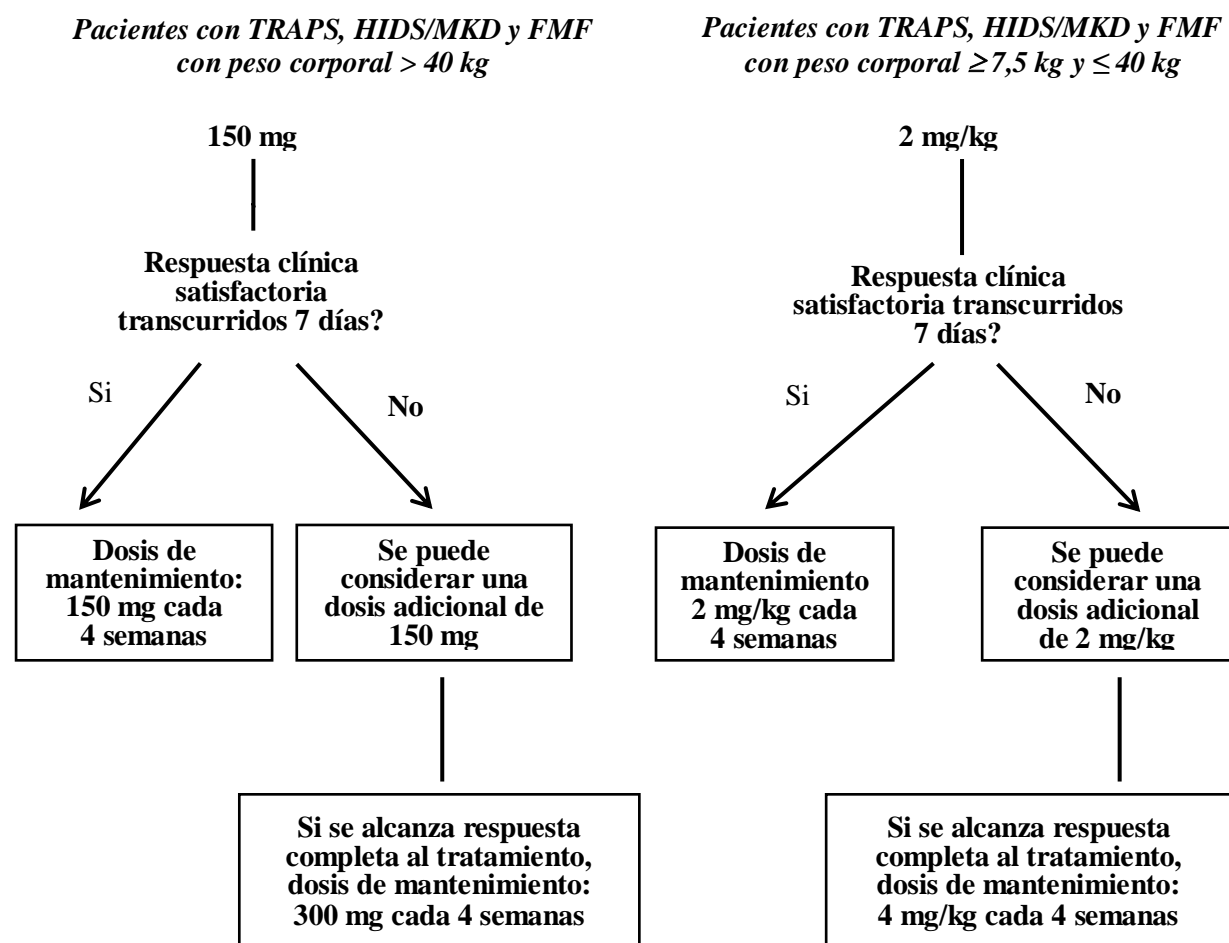 Pacientes con TRAPS, HIDS/MKD y FMF
con peso corporal > 40 kg
150 mg
Respuesta clínica
satisfactoria
transcurridos 7 días?
Si
No
Dosis de
mantenimiento:
150 mg cada
4 semanas
Se puede
considerar una
dosis adicional de
150 mg
Si se alcanza respuesta
completa al tratamiento,
dosis de mantenimiento:
300 mg cada 4 semanas
Pacientes con TRAPS, HIDS/MKD y FMF
con peso corporal ≥ 7,5 kg y ≤ 40 kg
2 mg/kg
Respuesta clínica
satisfactoria transcurridos
7 días?
Si
No
Dosis de
mantenimiento
2 mg/kg cada
4 semanas
Se puede
considerar una
dosis adicional
de 2 mg/kg
Si se alcanza respuesta
completa al tratamiento,
dosis de mantenimiento:
4 mg/kg cada 4 semanas